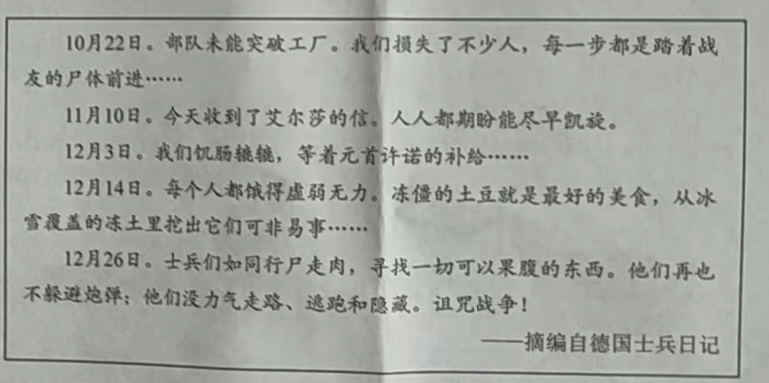 10月22日。部队未能突破工厂。我们损失了不少人，每一步都是踏着战
友的尸体前进……
11月10日。今天收到了艾尔莎的信。人人都期盼能尽早凯旋。
12月3日。我们饥肠辘辘，等着元首许诺的补给……
12月14日。每个人都饿得虚弱无力。冻僵的土豆就是最好的美食，从冰
雪覆盖的冻土里挖出它们可非易事……
12月26日。士兵们如同行尸走肉，寻找一切可以果腹的东西。他们再也
不躲避炮弹；他们没力气走路、逃跑和隐藏。诅咒战争！
——摘编自德国士兵日记